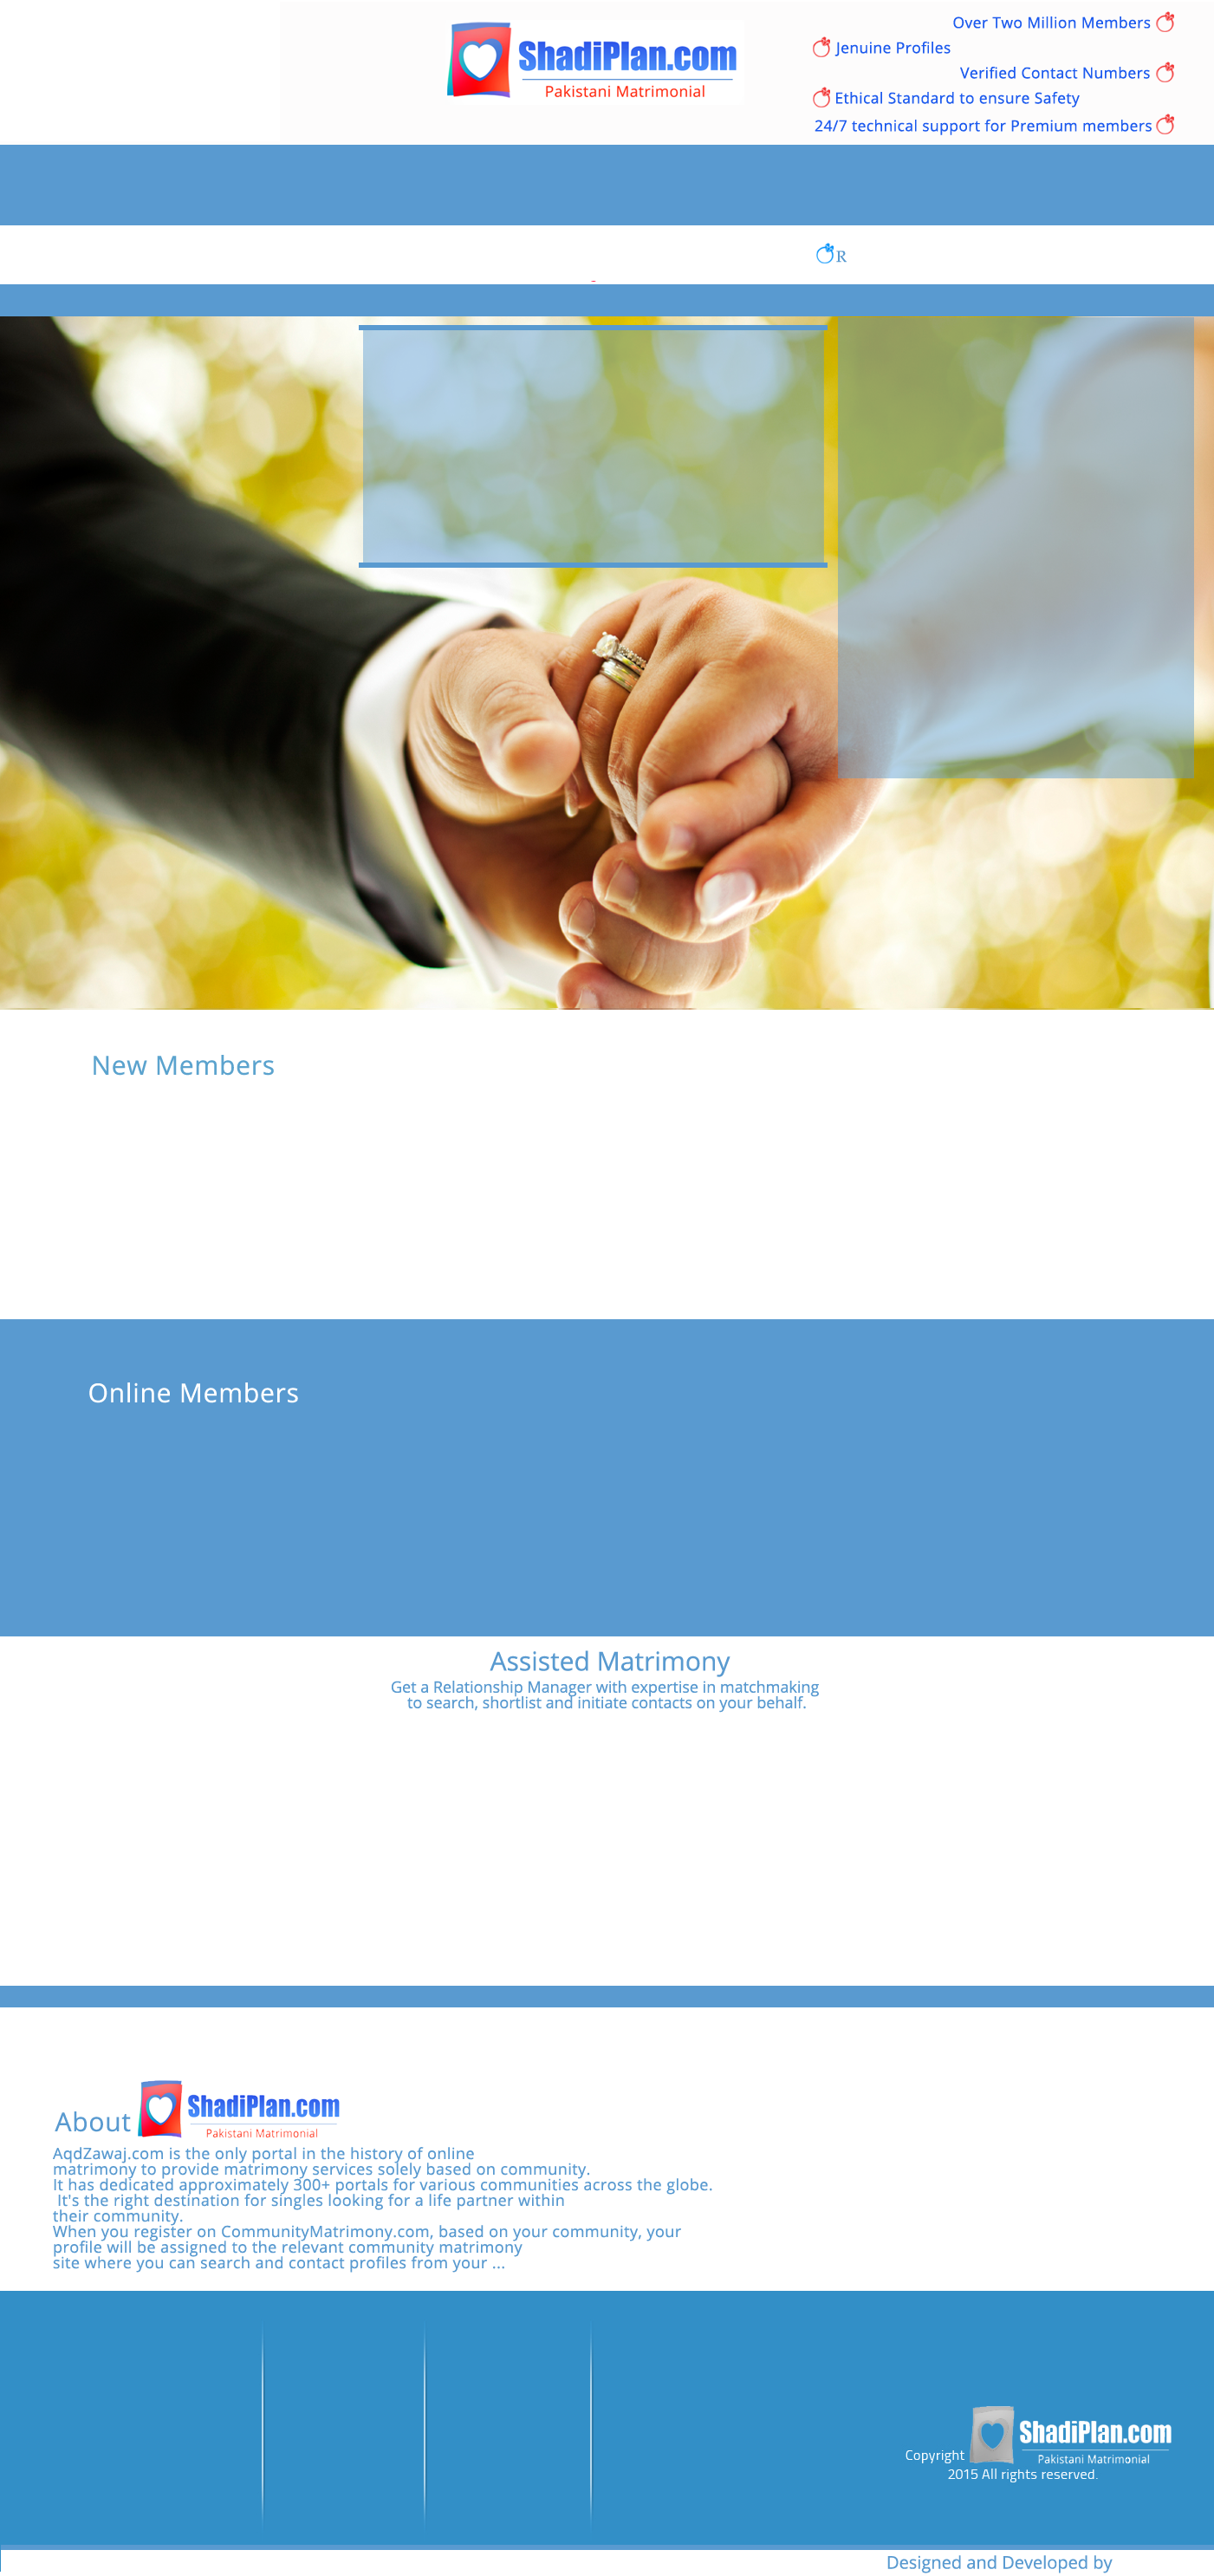 ShadiPlan.com
Pakistani Matrimonial
Over Two Million Members
Jenuine Profiles
Verified Contact Numbers
Ethical Standard to ensure Safety
24/7 technical support for Premium members
R
New Members
Online Members
Assisted Matrimony
Get a Relationship Manager with expertise in matchmaking
to search, shortlist and initiate contacts on your behalf.
About ShadiPlan.com
Pakistani Matrimonial
AqdZawaj.com is the only portal in the history of online
matrimony to provide matrimony services solely based on community.
It has dedicated approximately 300+ portals for various communities across the globe.
It's the right destination for singles looking for a life partner within
their community.
When you register on CommunityMatrimony.com, based on your community, your
profile will be assigned to the relevant community matrimony
site where you can search and contact profiles from your ...
Copyright ShadiPlan.com
Pakistani Matrimonial
2015 All rights reserved.
Designed and Developed by